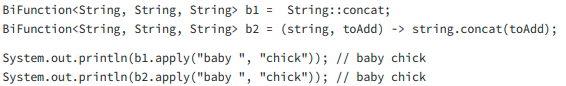 BiFunction<String, String, String> b1 =  String::concat;
BiFunction<String, String, String> b2 = (string, toAdd) -> string.concat(toAdd);
System.out.println(b1.apply("baby ", "chick")); // baby chick
System.out.println(b2.apply("baby ", "chick")); // baby chick